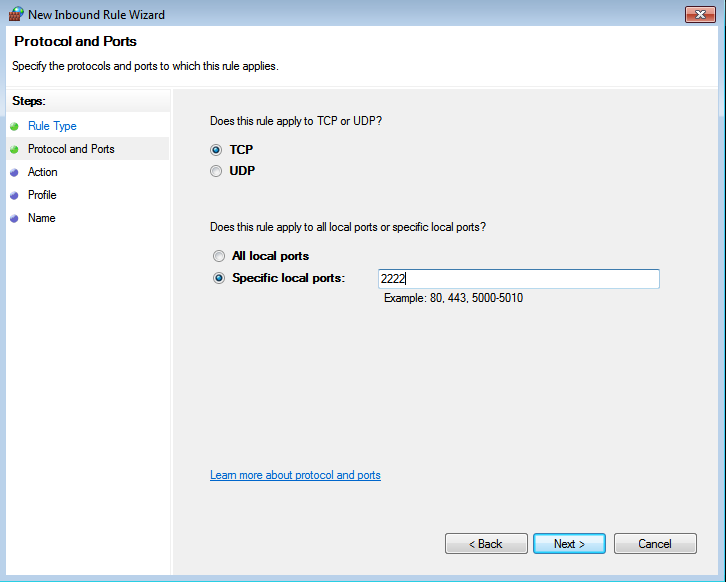 New Inbound Rule Wizard
Protocol and Ports
Specify the protocols and ports to which this rule applies.
Steps:
Rule Type
Protocol and Ports
Action
Profile
Name
Does this rule apply to TCP or UDP?
TCP
UDP
Does this rule apply to all local ports or specific local ports?
All local ports
Specific local ports: 2222
Example: 80, 443, 5000-5010
Learn more about protocol and ports
< Back Next > Cancel